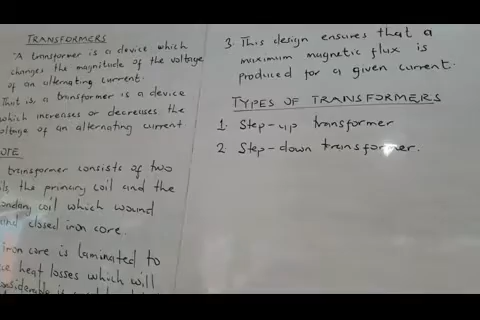 TRANSFORMERS
A transformer is a device which
changes the magnitude of the voltage
of an alternating current.
That is, a transformer is a device
which increases or decreases the
voltage of an alternating current
transformer consists of two
the primary coil and the
which wound
closed iron core.
iron core is laminated to
heat losses which will
3. This design ensures that a
maximum magnetic flux is
produced for a given current.
TYPES OF TRANSFORMERS
1. Step-up transformer
2. Step-down transformer.